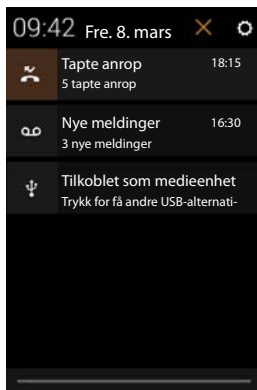 09:42 Fre. 8. mars
Tapte anrop 18:15
5 tapte anrop
Nye meldinger 16:30
3 nye meldinger
Tilkoblet som medieenhet
Trykk for få andre USB-alternati-